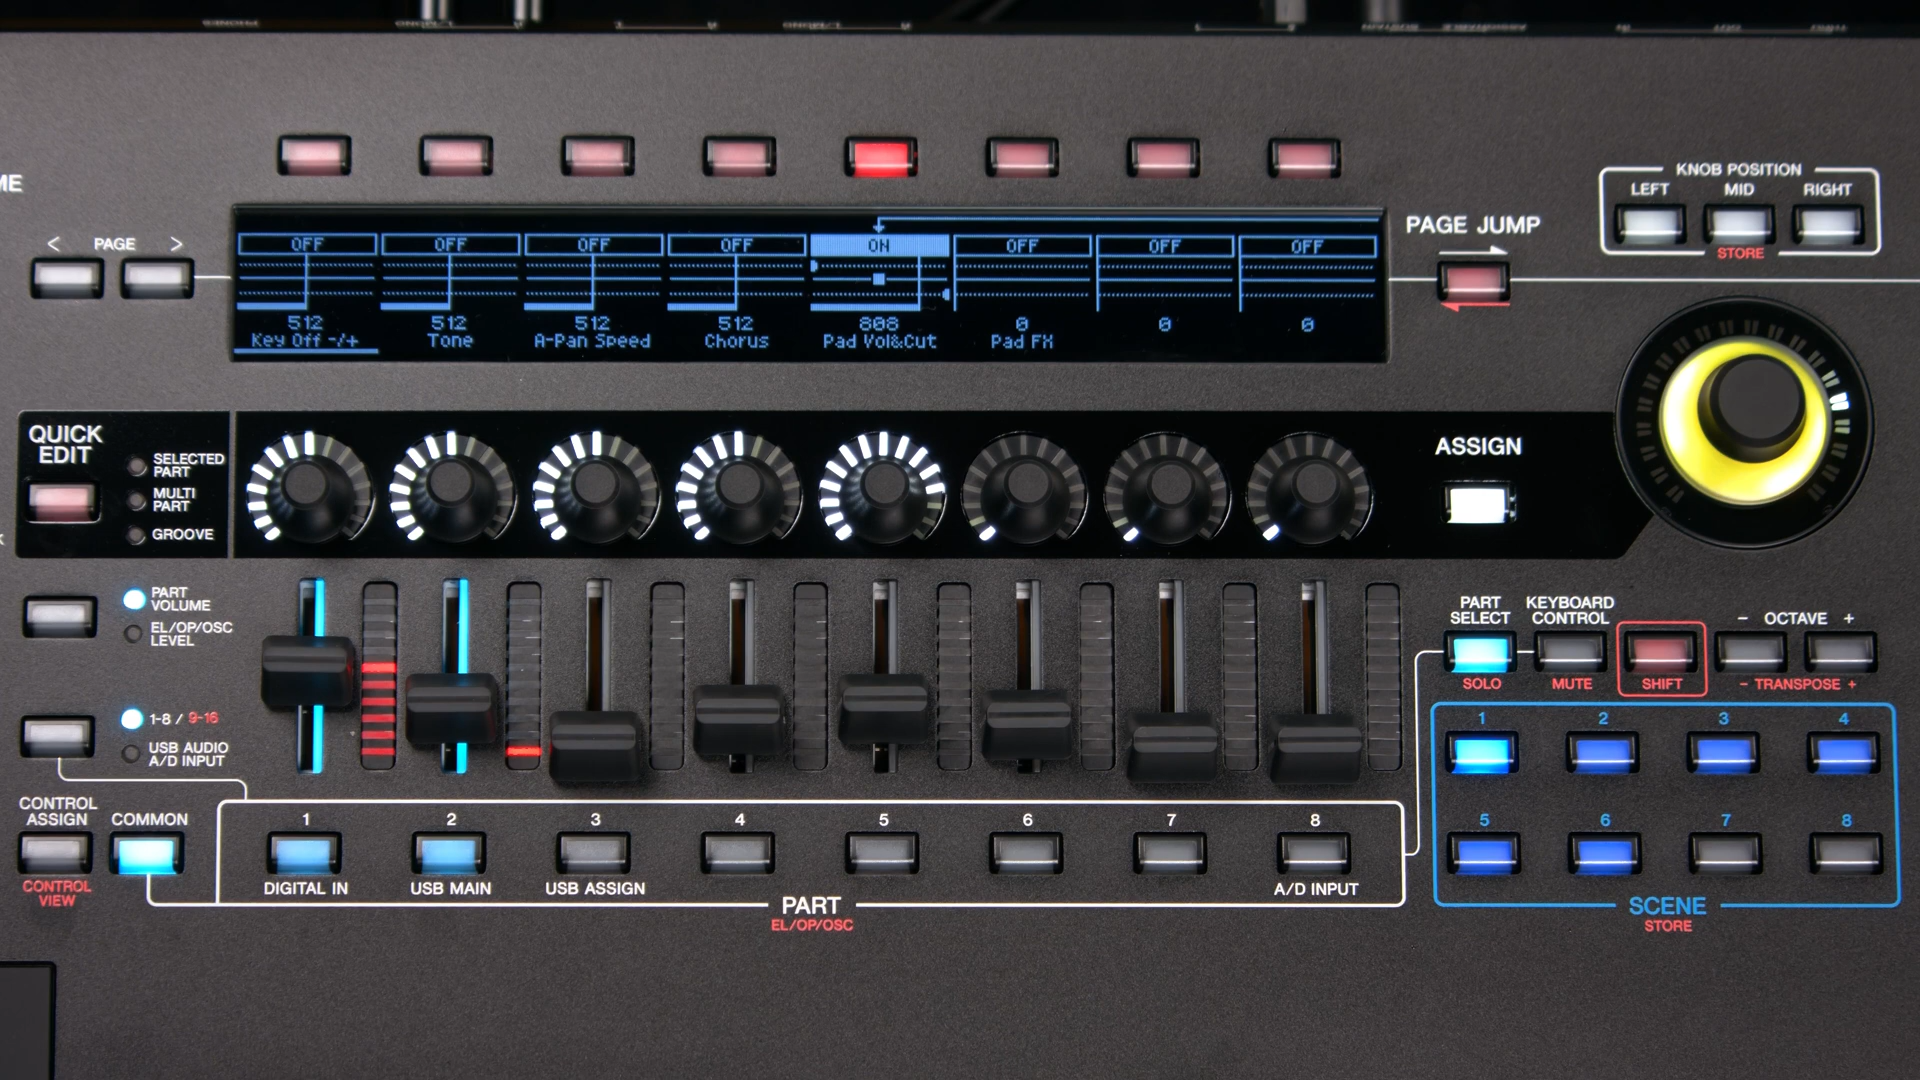 PHONES
ME
KNOB POSITION
LEFT MID RIGHT
STORE
PAGE JUMP
< PAGE >
OFF OFF OFF OFF ON OFF OFF OFF
512 512 512 512 808 0 0 0
Key Off -/+ Tone A-Pan Speed Chorus Pad Vol&Cut Pad FX
QUICK
EDIT
SELECTED
PART
MULTI
PART
GROOVE
ASSIGN
PART
VOLUME
EL/OP/OSC
LEVEL
PART
SELECT
KEYBOARD
CONTROL
- OCTAVE +
SOLO MUTE SHIFT - TRANSPOSE +
1-8 / 9-16
USB AUDIO
A/D INPUT
1 2 3 4
5 6 7 8
SCENE
STORE
CONTROL
ASSIGN
COMMON
CONTROL
VIEW
1 2 3 4 5 6 7 8
DIGITAL IN USB MAIN USB ASSIGN A/D INPUT
PART
EL/OP/OSC